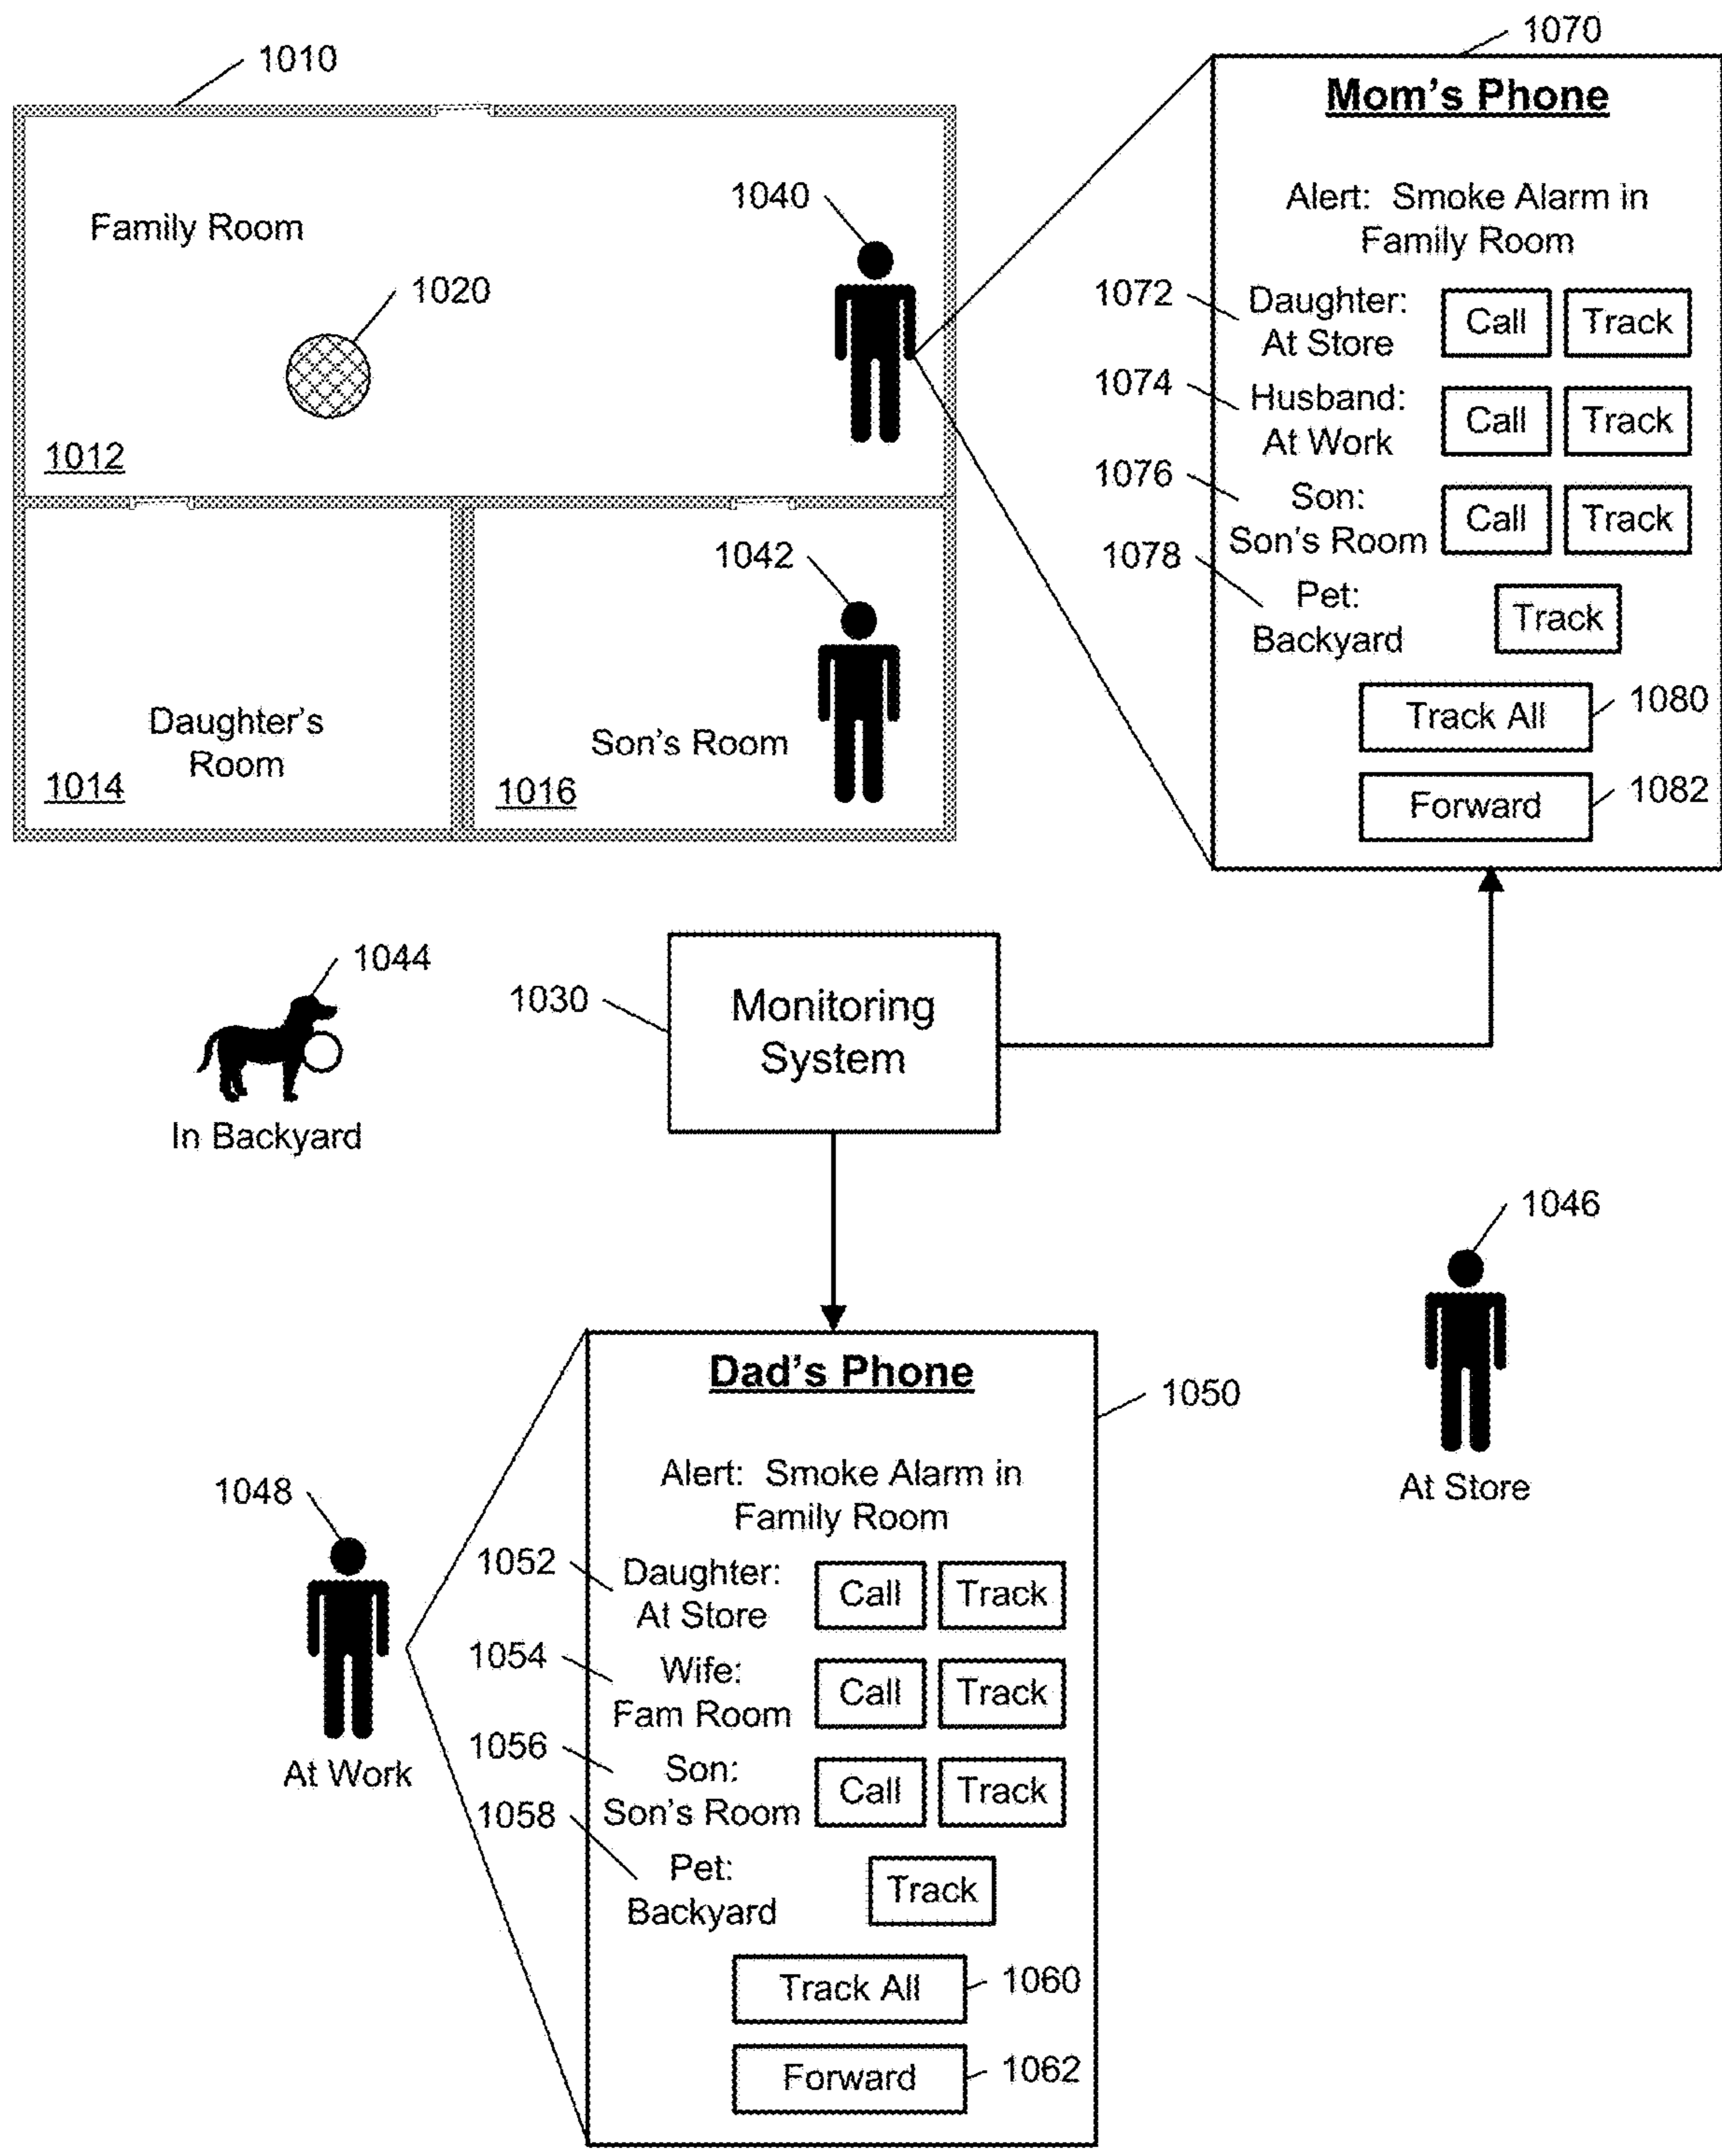 1010
Family Room
1020
1012
1040
Daughter's
Room
1014
1042
Son's Room
1016
1070
Mom's Phone
Alert: Smoke Alarm in
Family Room
1072
Daughter:
At Store
Call
Track
1074
Husband:
At Work
Call
Track
1076
Son:
Son's Room
Call
Track
1078
Pet:
Backyard
Track
Track All
1080
Forward
1082
1044
In Backyard
1030
Monitoring
System
1046
At Store
1048
At Work
Dad's Phone
1050
Alert: Smoke Alarm in
Family Room
1052
Daughter:
At Store
Call
Track
1054
Wife:
Fam Room
Call
Track
1056
Son:
Son's Room
Call
Track
1058
Pet:
Backyard
Track
Track All
1060
Forward
1062